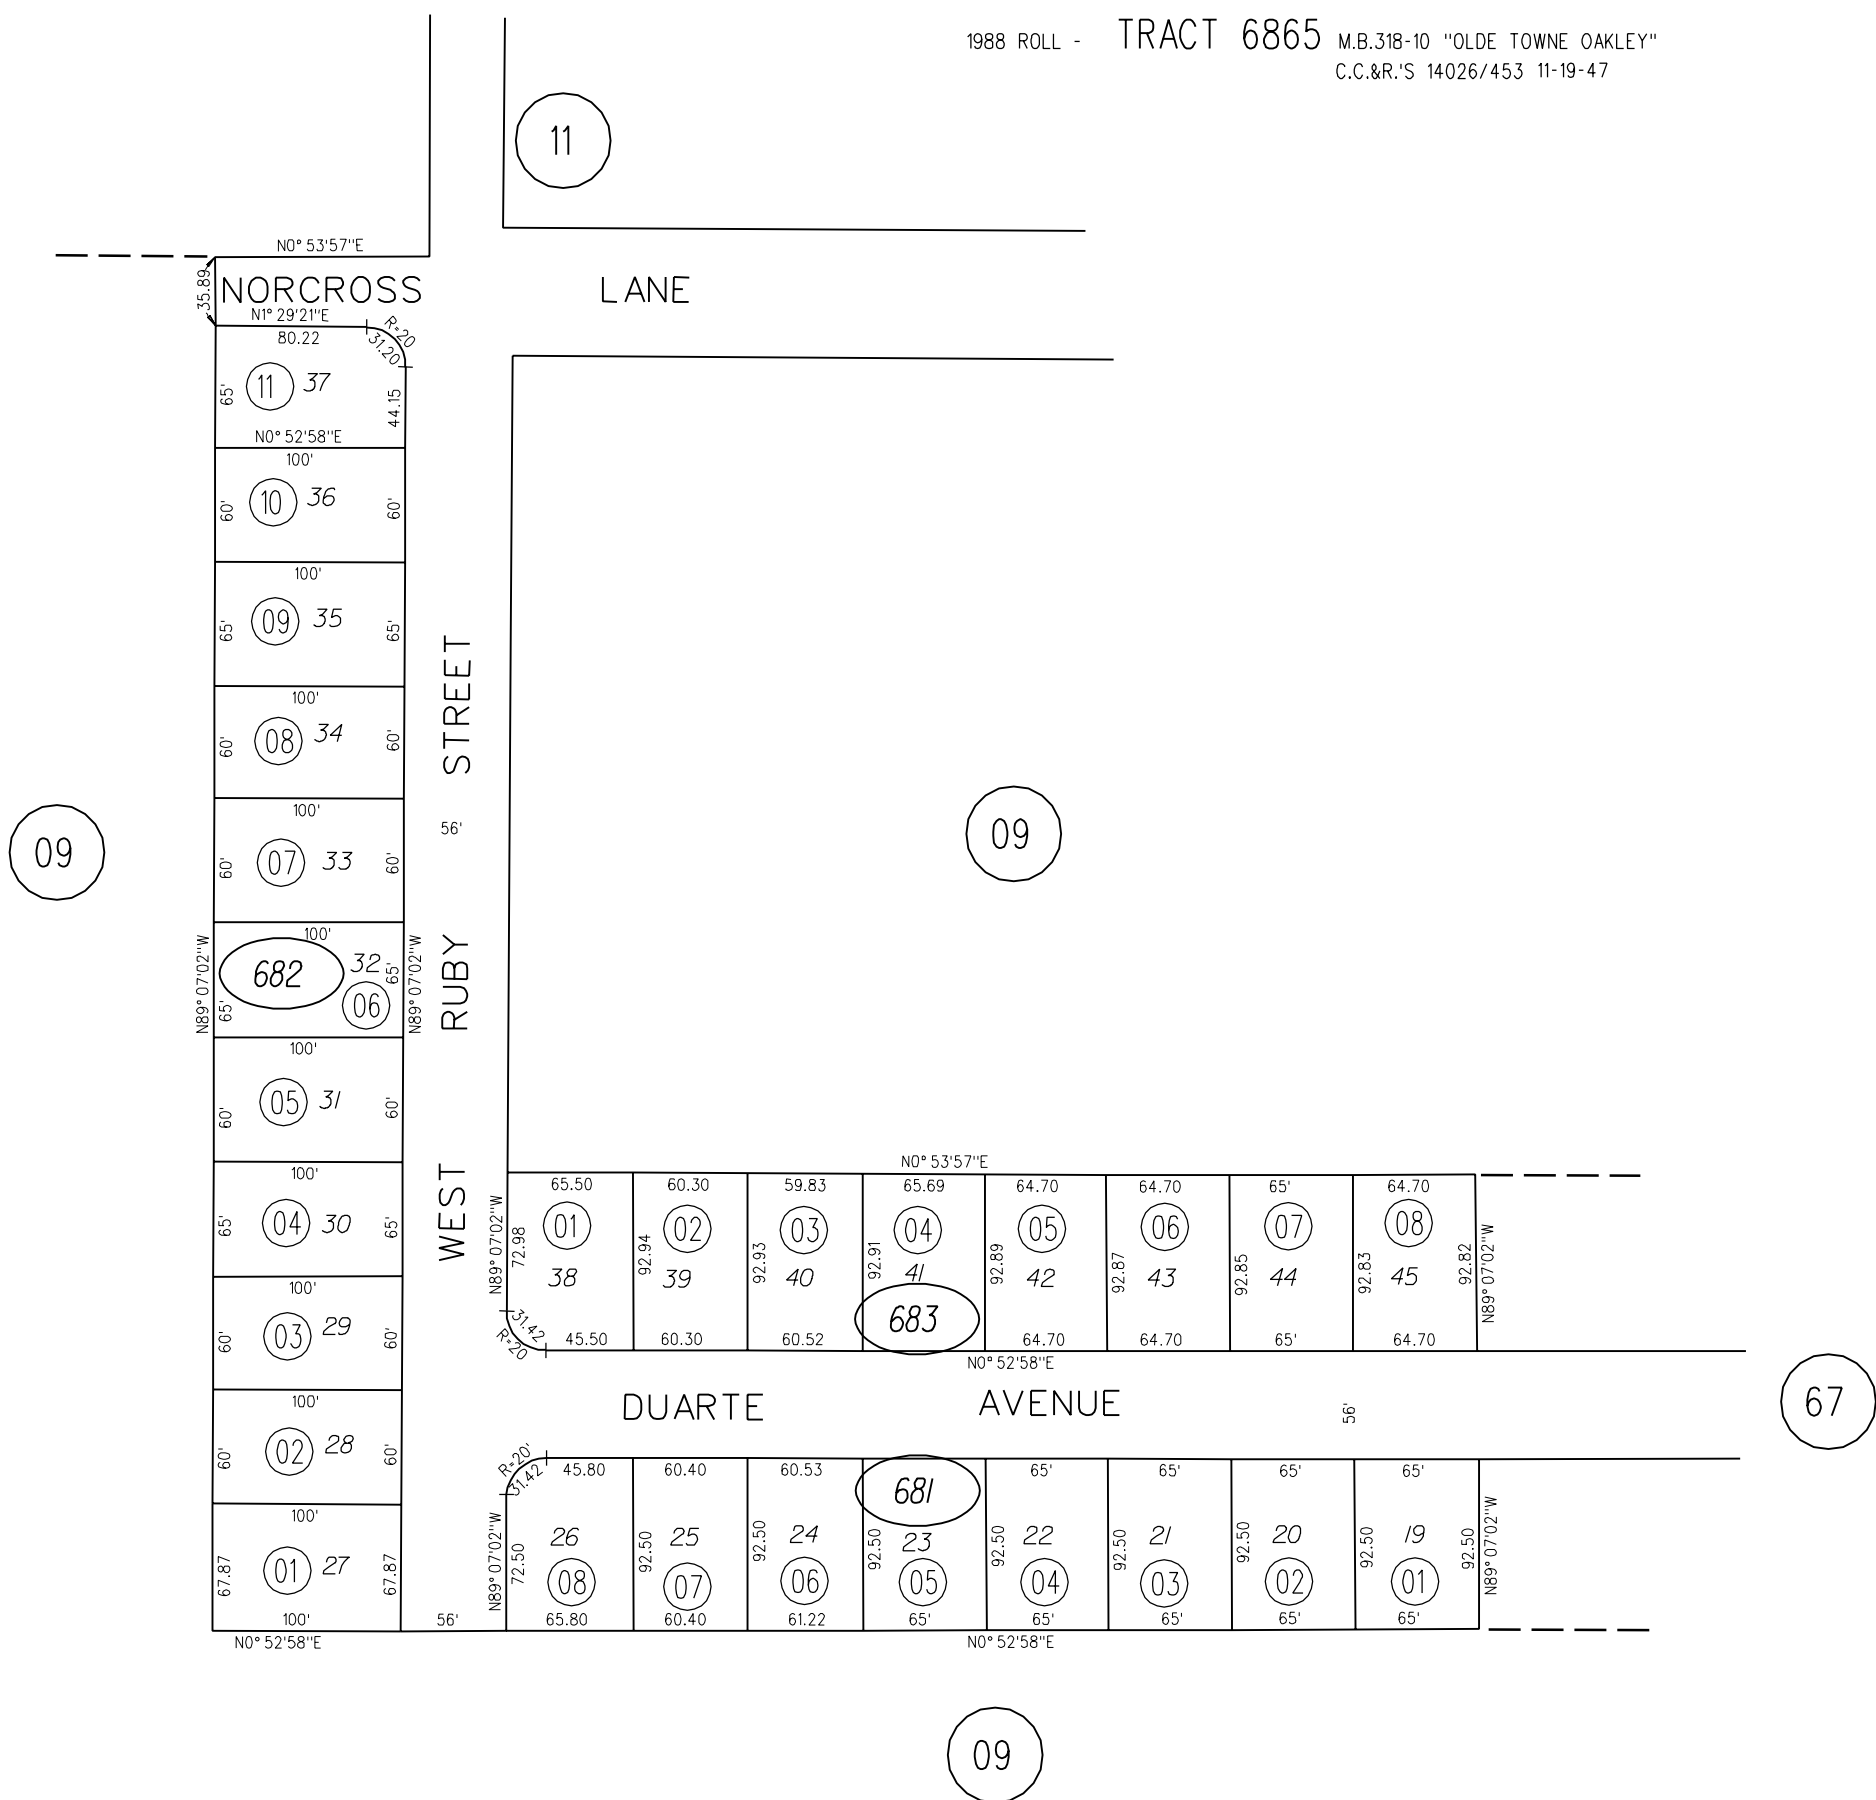 1988 ROLL - TRACT 6865 M.B.318-10 "OLDE TOWNE OAKLEY"
C.C.&R.'S 14026/453 11-19-47
11
N0° 53'57"E
35.89
NORCROSS LANE
N1° 29'21"E
80.22
R=20
31.20
65'
11 37
44.15
N0° 52'58"E
100'
60'
10 36
60'
100'
65'
09 35
65'
100'
60'
08 34
60'
100'
60'
07 33
60'
100'
N89° 07'02"W
65'
682
32
06
65'
N89° 07'02"W
100'
60'
05 31
60'
100'
65'
04 30
65'
100'
60'
03 29
60'
100'
60'
02 28
60'
100'
67.87
01 27
67.87
100'
N0° 52'58"E
WEST RUBY STREET
56'
56'
09
09
N0° 53'57"E
65.50 60.30 59.83 65.69 64.70 64.70 65' 64.70
N89° 07'02"W
01 02 03 04 05 06 07 08
72.98 92.94 92.93 92.91 92.89 92.87 92.85 92.83 92.82
N89° 07'02"W
38 39 40 41 42 43 44 45
683
31.42
R=20
45.50 60.30 60.52 64.70 64.70 65' 64.70
N0° 52'58"E
DUARTE AVENUE
56'
67
R=20'
31.42
45.80 60.40 60.53 65' 65' 65' 65'
681
26 25 24 23 22 21 20 19
N89° 07'02"W
72.50 92.50 92.50 92.50 92.50 92.50 92.50 92.50 92.50
N89° 07'02"W
08 07 06 05 04 03 02 01
65.80 60.40 61.22 65' 65' 65' 65' 65'
N0° 52'58"E
09